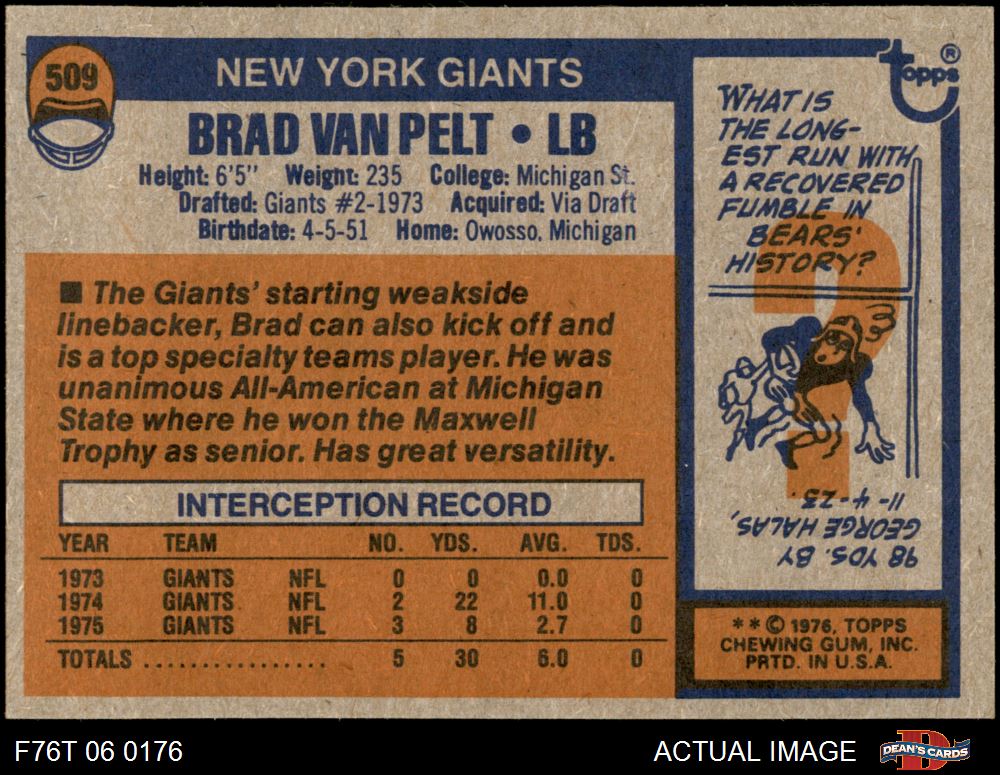 509
NEW YORK GIANTS
BRAD VAN PELT • LB
Height: 6'5" Weight: 235 College: Michigan St.
Drafted: Giants #2-1973 Acquired: Via Draft
Birthdate: 4-5-51 Home: Owosso, Michigan
■ The Giants' starting weakside
linebacker, Brad can also kick off and
is a top specialty teams player. He was
unanimous All-American at Michigan
State where he won the Maxwell
Trophy as senior. Has great versatility.
INTERCEPTION RECORD
YEAR TEAM NO. YDS. AVG. TDS.
1973 GIANTS NFL 0 0 0.0 0
1974 GIANTS NFL 2 22 11.0 0
1975 GIANTS NFL 3 8 2.7 0
TOTALS ................ 5 30 6.0 0
topps ®
WHAT IS
THE LONG-
EST RUN WITH
A RECOVERED
FUMBLE IN
BEARS'
HISTORY?
?
98 YDS. BY
GEORGE HALAS,
11-4-23.
**© 1976, TOPPS
CHEWING GUM, INC.
PRTD. IN U.S.A.
F76T 06 0176
ACTUAL IMAGE
DEAN'S CARDS